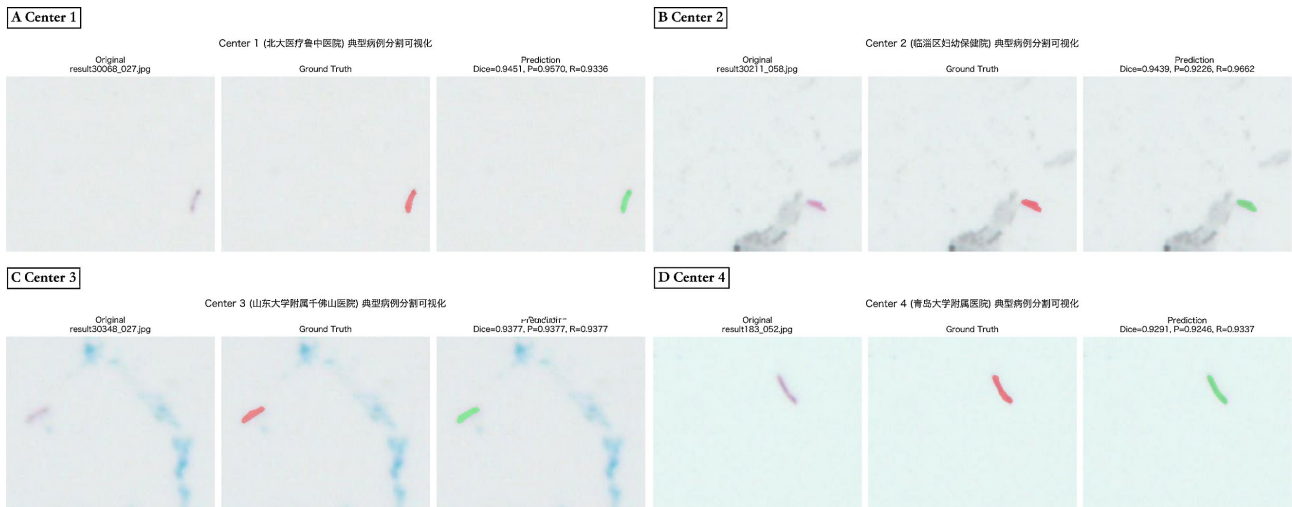 A Center 1
Center 1 (北大医疗鲁中医院) 典型病例分割可视化
Original
result30068_027.jpg
Ground Truth
Prediction
Dice=0.9451, P=0.9570, R=0.9336
B Center 2
Center 2 (临淄区妇幼保健院) 典型病例分割可视化
Original
result30211_058.jpg
Ground Truth
Prediction
Dice=0.9439, P=0.9226, R=0.9662
C Center 3
Center 3 (山东大学附属千佛山医院) 典型病例分割可视化
Original
result30348_027.jpg
Ground Truth
Dice=0.9377, P=0.9377, R=0.9377
D Center 4
Center 4 (青岛大学附属医院) 典型病例分割可视化
Original
result183_052.jpg
Ground Truth
Prediction
Dice=0.9291, P=0.9246, R=0.9337